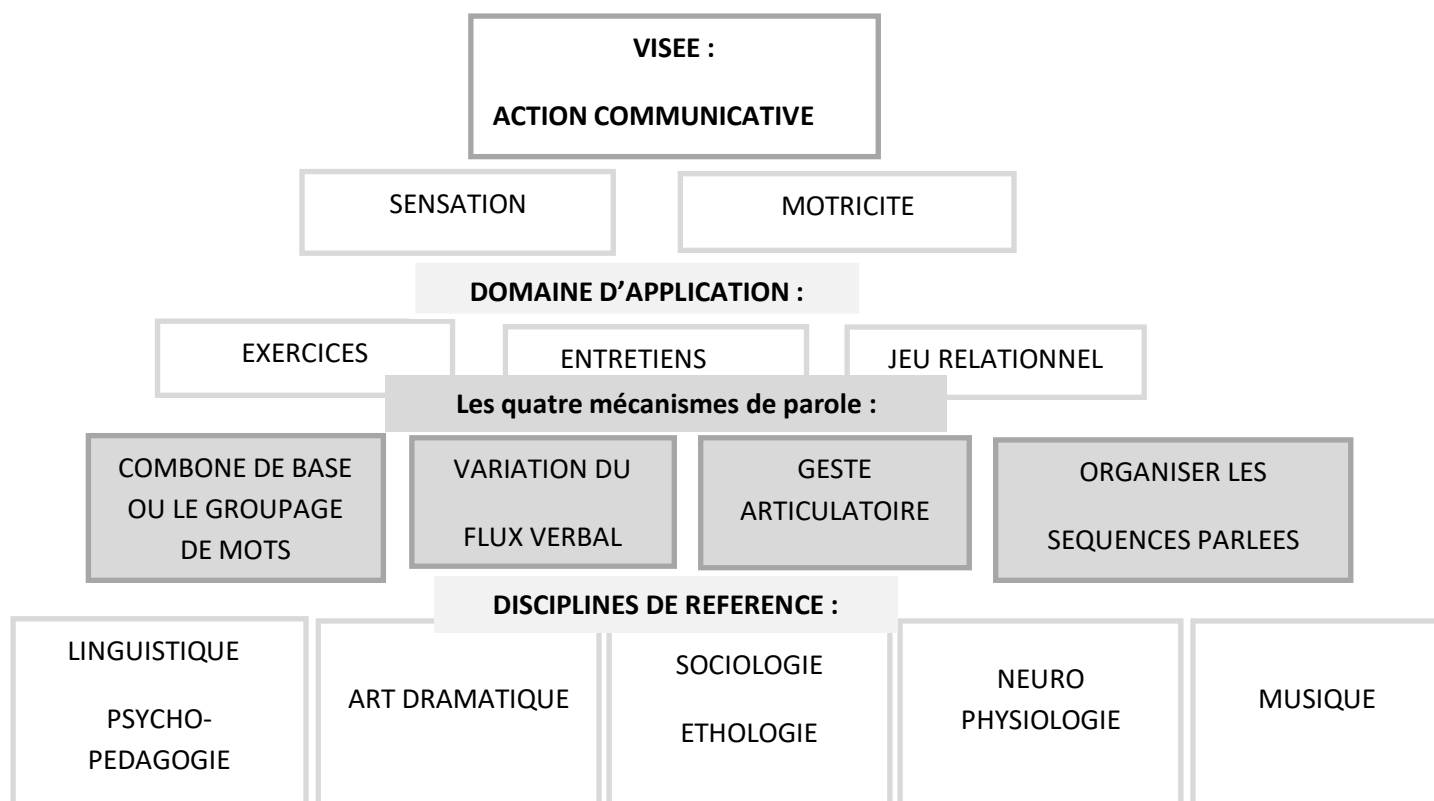 VISEE :
ACTION COMMUNICATIVE
SENSATION
MOTRICITE
DOMAINE D’APPLICATION :
EXERCICES
ENTRETIENS
JEU RELATIONNEL
Les quatre mécanismes de parole :
COMBONE DE BASE
OU LE GROUPAGE
DE MOTS
VARIATION DU
FLUX VERBAL
GESTE
ARTICULATOIRE
ORGANISER LES
SEQUENCES PARLEES
DISCIPLINES DE REFERENCE :
LINGUISTIQUE
PSYCHO-
PEDAGOGIE
ART DRAMATIQUE
SOCIOLOGIE
ETHOLOGIE
NEURO
PHYSIOLOGIE
MUSIQUE